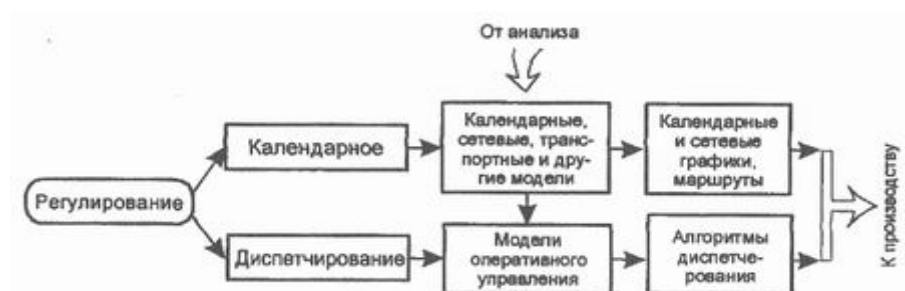 От анализа
Календарные,
сетевые, транс-
портные и дру-
гие модели
Календарные
и сетевые
графики,
маршруты
Календарное
Регулирование
К производству
Диспетчирование
Модели
оперативного
управления
Алгоритмы
диспетче-
рования